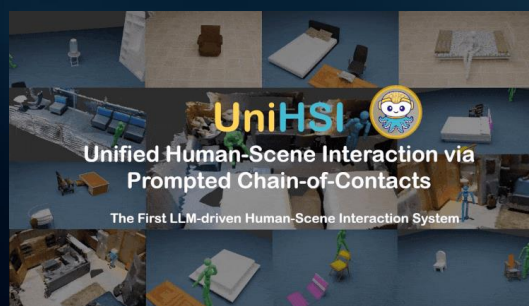 UniHSI
Unified Human-Scene Interaction via
Prompted Chain-of-Contacts
The First LLM-driven Human-Scene Interaction System